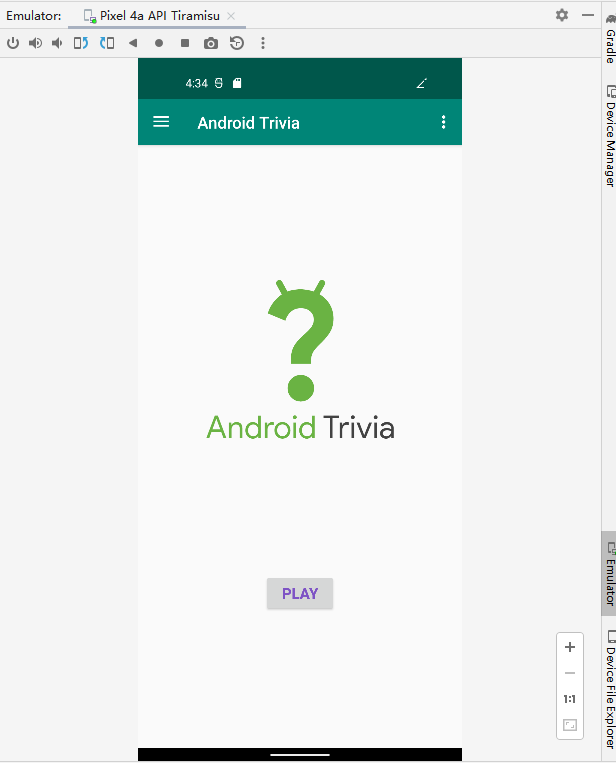 Emulator: Pixel 4a API Tiramisu
Gradle
Device Manager
4:34
Android Trivia
Android Trivia
PLAY
Emulator
1:1
Device File Explorer